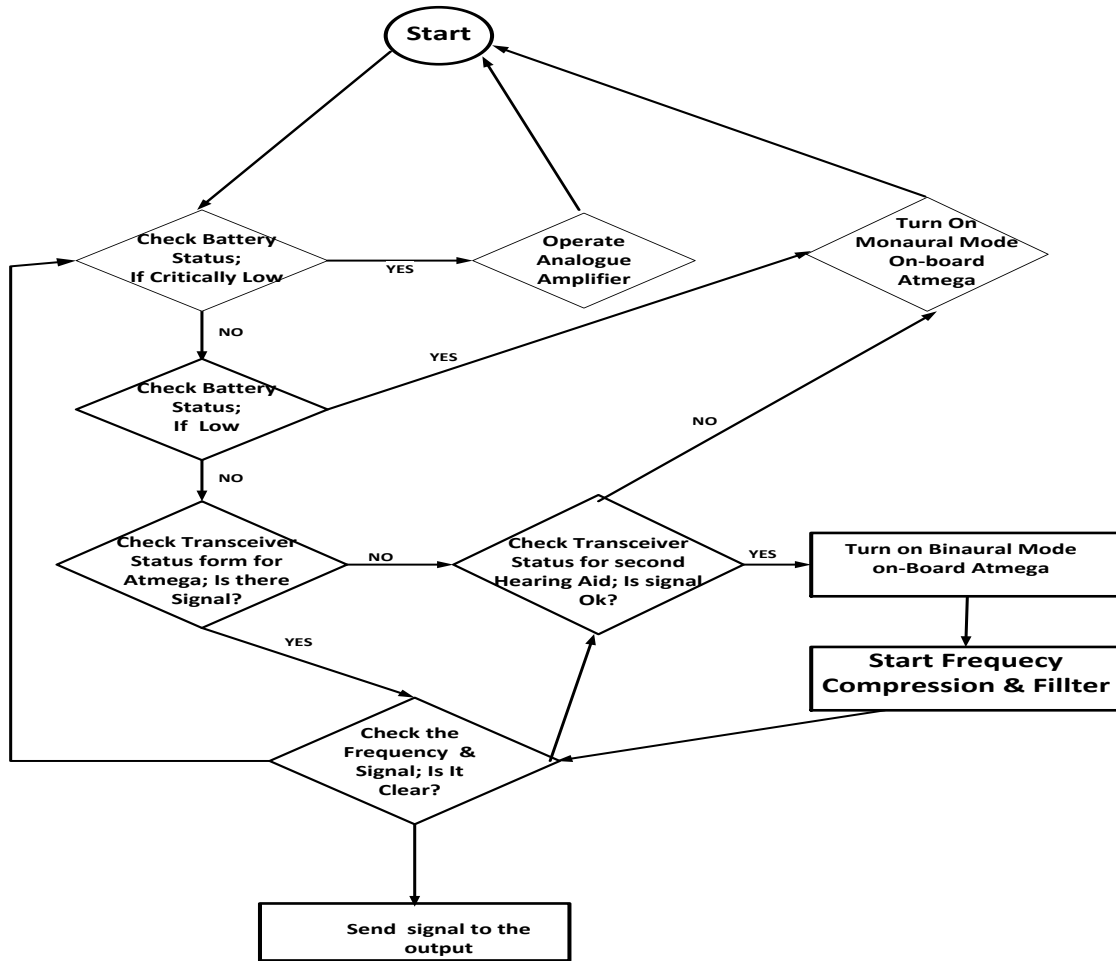 Start
Check Battery
Status;
If Critically Low
YES
Operate
Analogue
Amplifier
Turn On
Monaural Mode
On-board
Atmega
NO
YES
Check Battery
Status;
If Low
NO
NO
Check Transceiver
Status form for
Atmega; Is there
Signal?
NO
Check Transceiver
Status for second
Hearing Aid; Is signal
Ok?
YES
Turn on Binaural Mode
on-Board Atmega
YES
Start Frequecy
Compression & Fillter
Check the
Frequency &
Signal; Is It
Clear?
Send signal to the
output